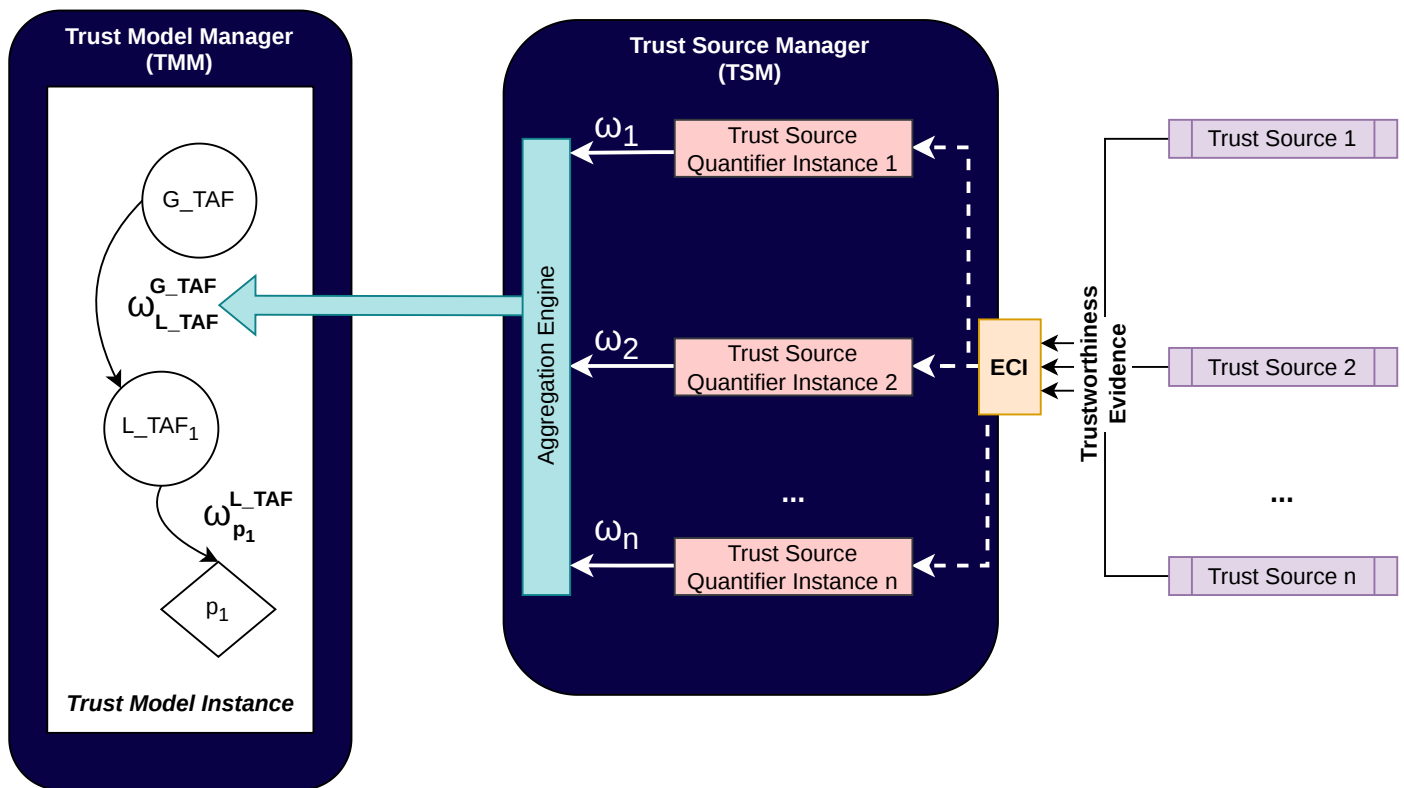 Trust Model Manager
(TMM)
G_TAF
ω G_TAF L_TAF
L_TAF1
ω L_TAF p1
p1
Trust Model Instance
Trust Source Manager
(TSM)
Aggregation Engine
ω1
Trust Source
Quantifier Instance 1
ω2
Trust Source
Quantifier Instance 2
...
ωn
Trust Source
Quantifier Instance n
ECI
Trustworthiness
Evidence
Trust Source 1
Trust Source 2
...
Trust Source n